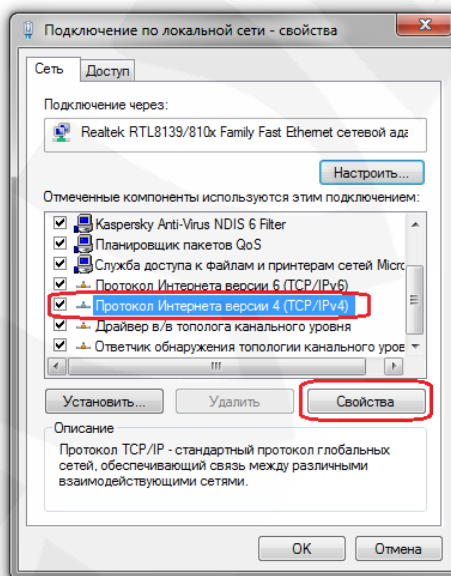 Подключение по локальной сети - свойства
Сеть Доступ
Подключение через:
Realtek RTL8139/810x Family Fast Ethernet сетевой ада
Настроить...
Отмеченные компоненты используются этим подключением:
Kaspersky Anti-Virus NDIS 6 Filter
Планировщик пакетов QoS
Служба доступа к файлам и принтерам сетей Micro
Протокол Интернета версии 6 (TCP/IPv6)
Протокол Интернета версии 4 (TCP/IPv4)
Драйвер в/в тополога канального уровня
Ответчик обнаружения топологии канального уров
Установить... Удалить Свойства
Описание
Протокол TCP/IP - стандартный протокол глобальных
сетей, обеспечивающий связь между различными
взаимодействующими сетями.
OK Отмена